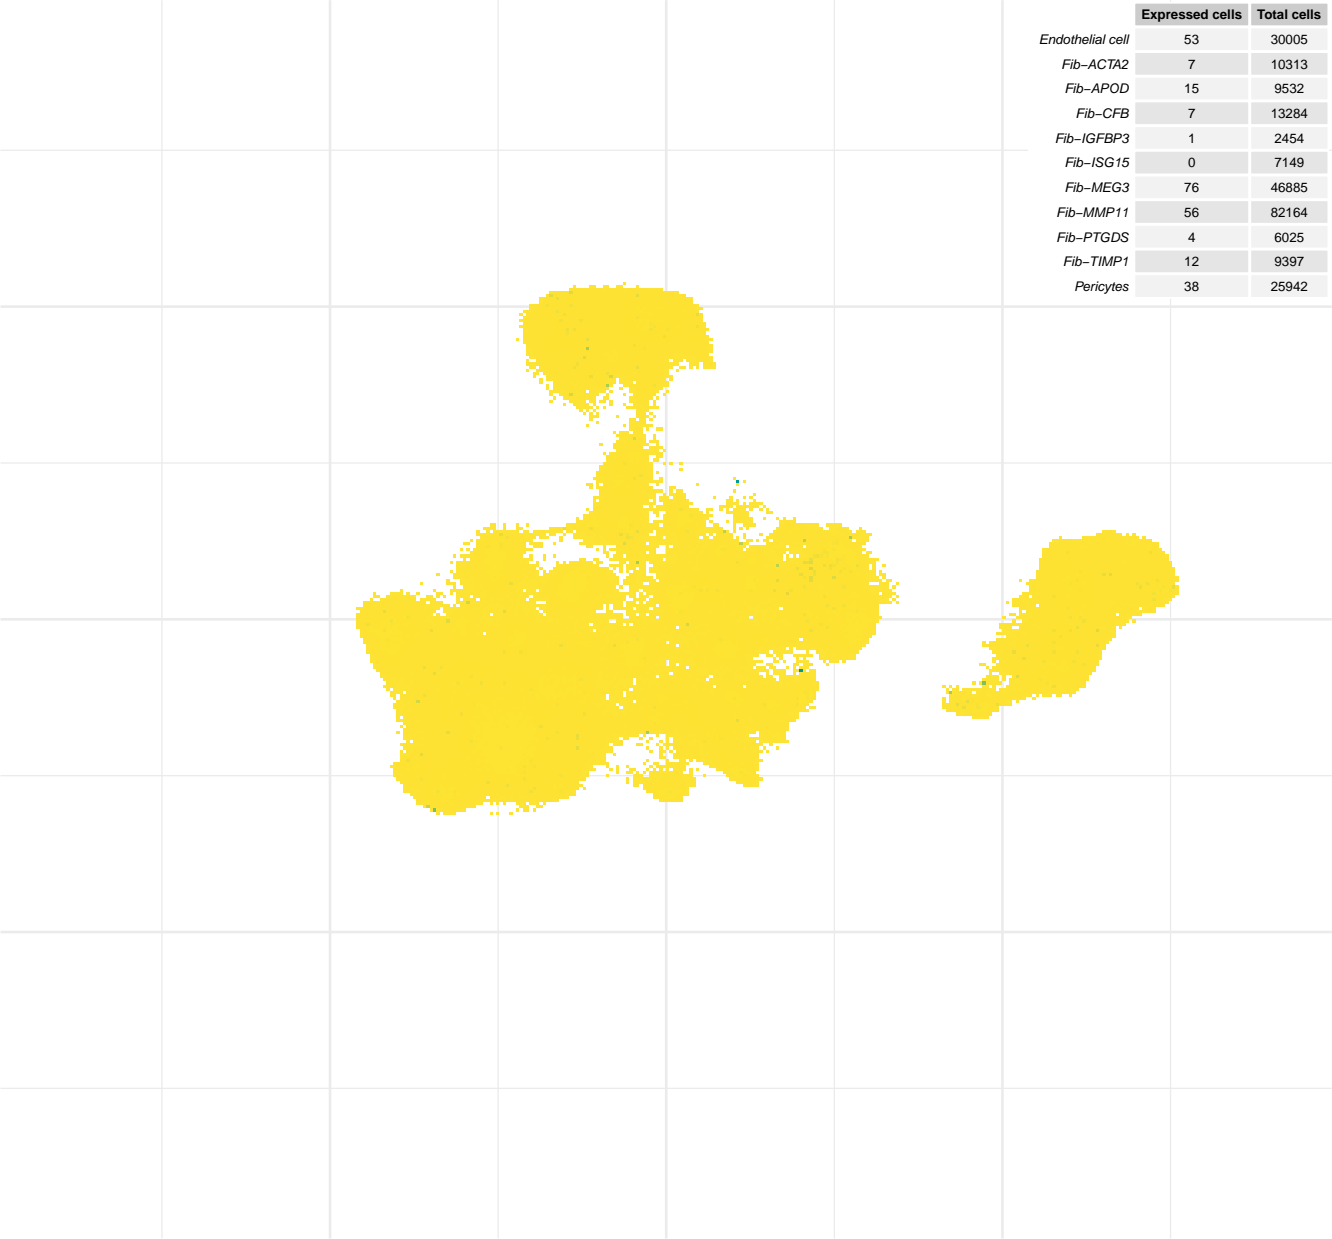 Expressed cells Total cells
Endothelial cell 53 30005
Fib−ACTA2 7 10313
Fib−APOD 15 9532
Fib−CFB 7 13284
Fib−IGFBP3 1 2454
Fib−ISG15 0 7149
Fib−MEG3 76 46885
Fib−MMP11 56 82164
Fib−PTGDS 4 6025
Fib−TIMP1 12 9397
Pericytes 38 25942